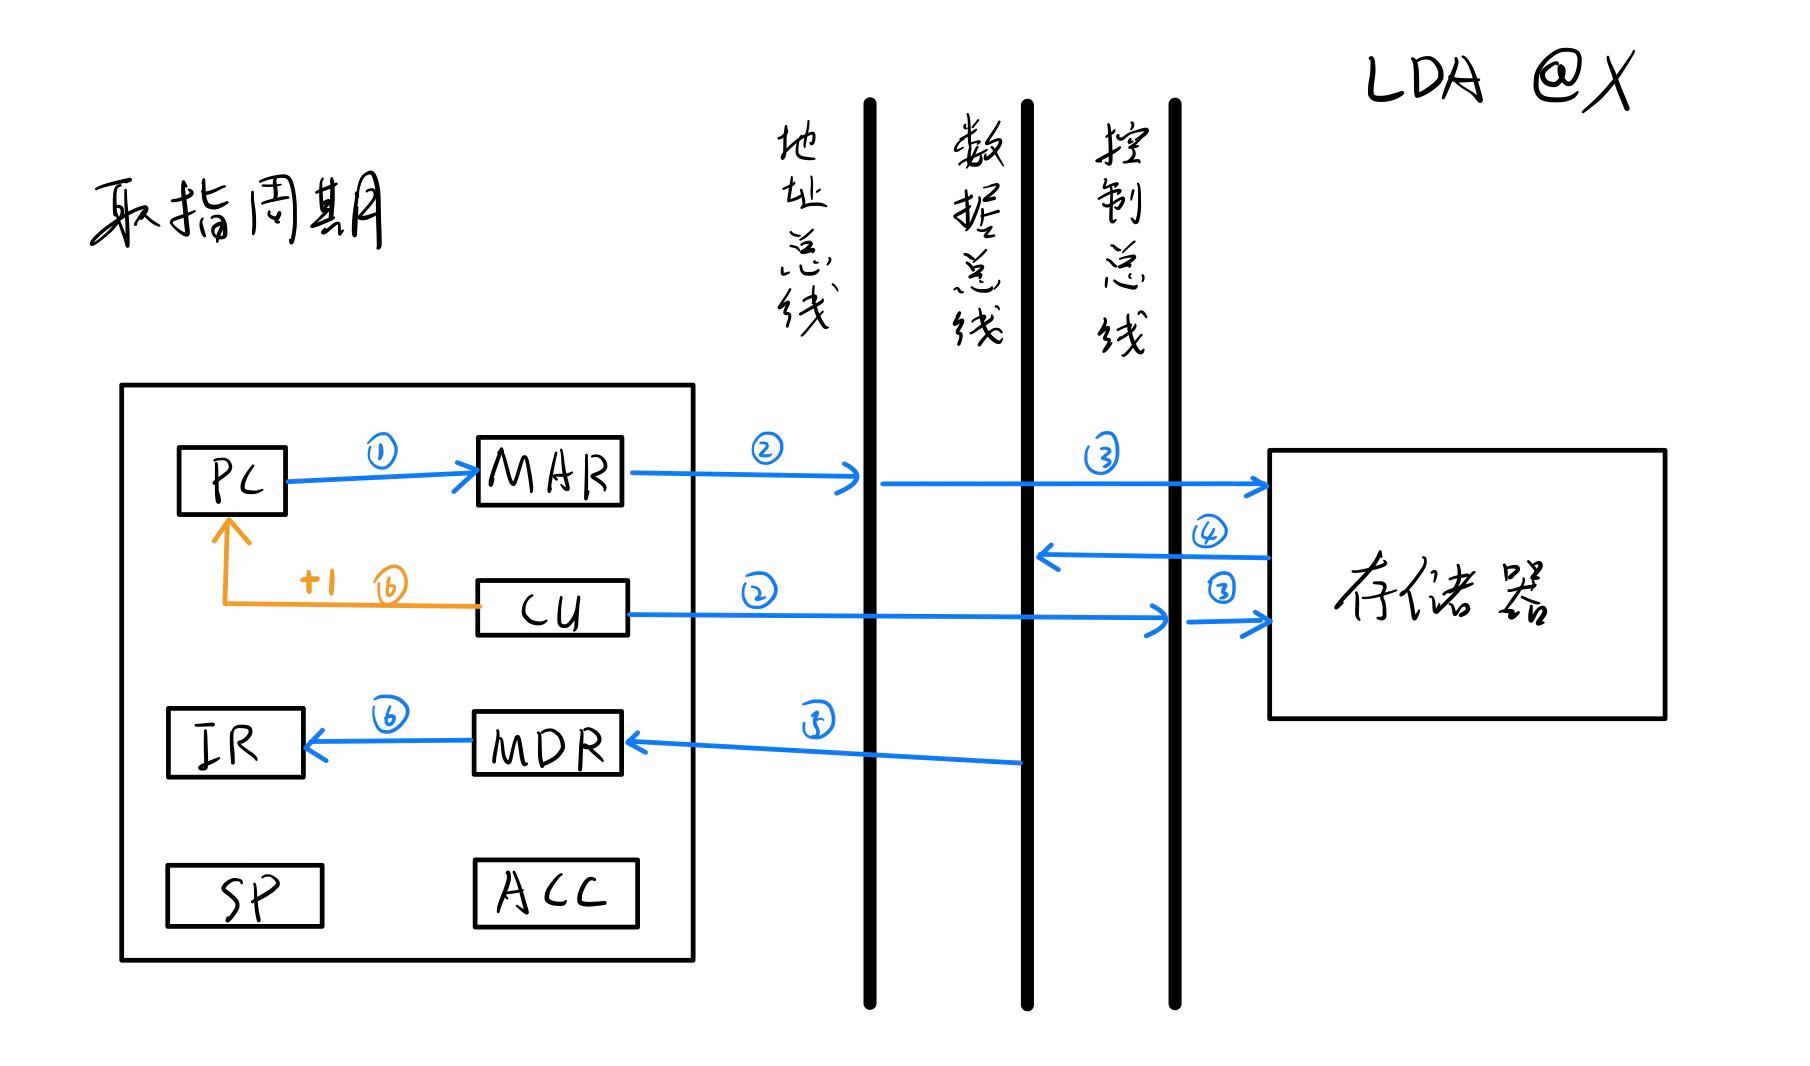 LDA @X
取指周期
地址总线
数据总线
控制总线
PC
①
MAR
②
③
④
+1
⑥
CU
②
③
存储器
IR
⑥
MDR
⑤
SP
ACC